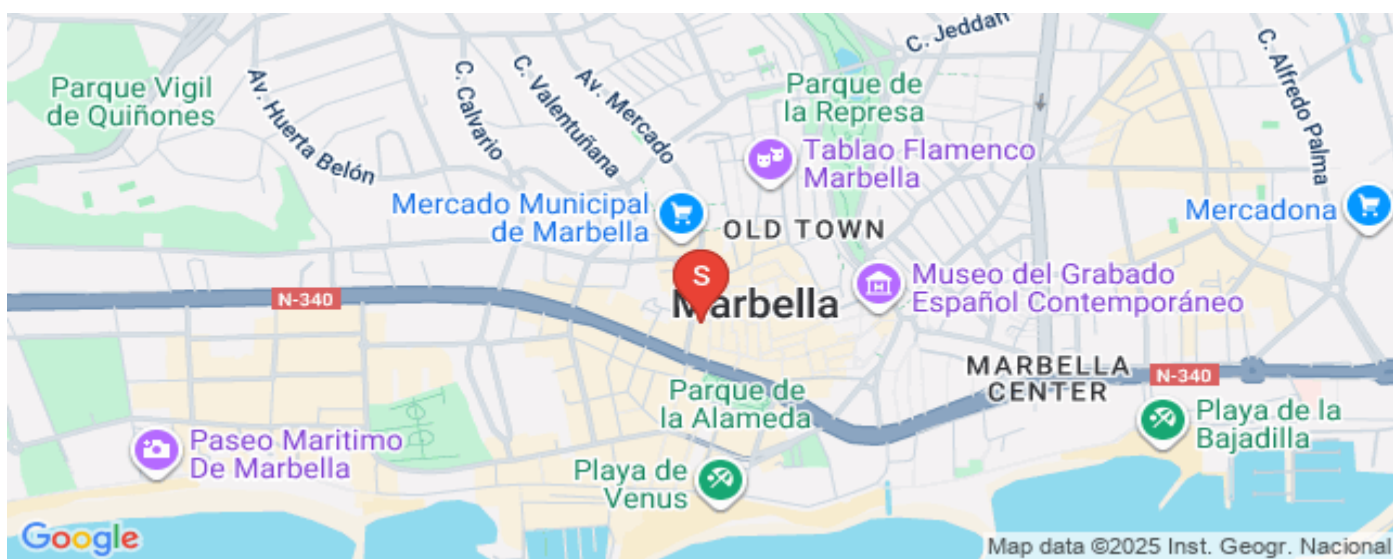 C. Jeddah
C. Alfredo Palma
Parque Vigil
de Quiñones
Av. Huerta Belón
C. Calvario
C. Valentuñana
Av. Mercado
Parque de
la Represa
Tablao Flamenco
Marbella
Mercado Municipal
de Marbella
OLD TOWN
Mercadona
S
Marbella
Museo del Grabado
Español Contemporáneo
N-340
MARBELLA
CENTER
N-340
Parque de
la Alameda
Paseo Maritimo
De Marbella
Playa de la
Bajadilla
Playa de
Venus
Google
Map data ©2025 Inst. Geogr. Nacional